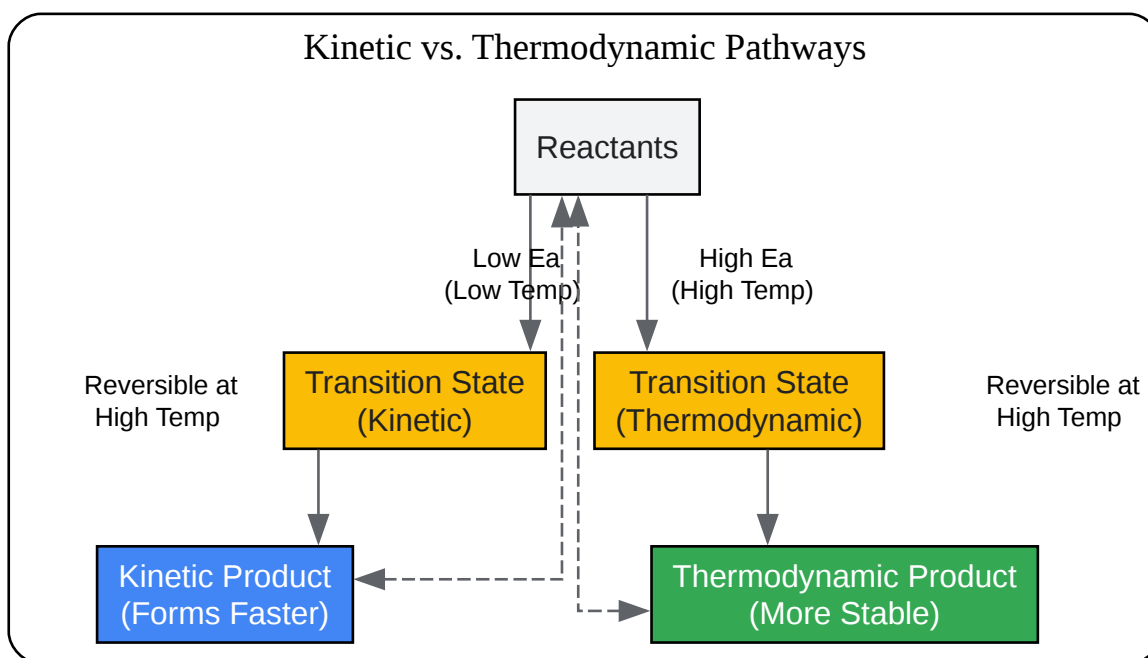 Kinetic vs. Thermodynamic Pathways
Reactants
Low Ea
(Low Temp)
High Ea
(High Temp)
Reversible at
High Temp
Transition State
(Kinetic)
Transition State
(Thermodynamic)
Reversible at
High Temp
Kinetic Product
(Forms Faster)
Thermodynamic Product
(More Stable)